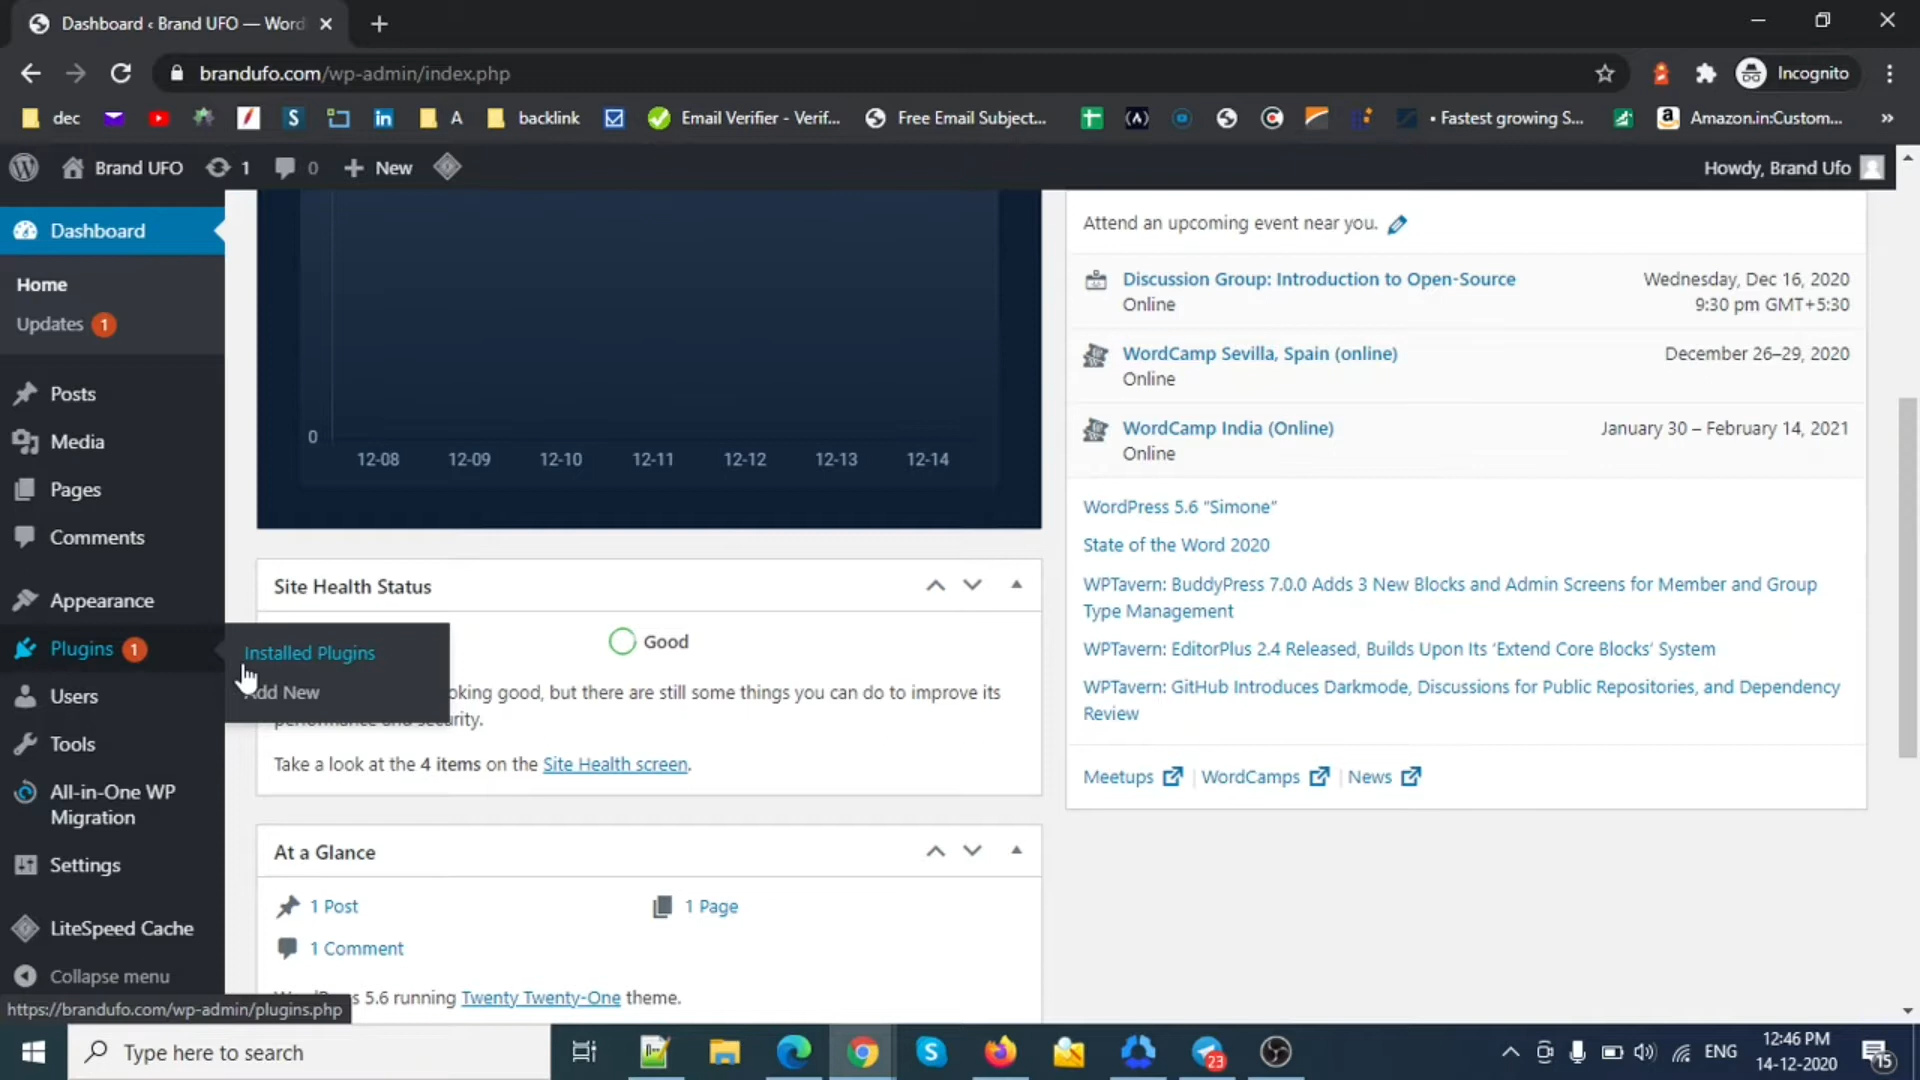 Dashboard ‹ Brand UFO — Word
brandufo.com/wp-admin/index.php
Incognito
dec
A
backlink
Email Verifier - Verif...
Free Email Subject...
• Fastest growing S...
Amazon.in:Custom...
»
Brand UFO
1
0
New
Howdy, Brand Ufo
Dashboard
Home
Updates 1
Posts
Media
Pages
Comments
Appearance
Plugins 1
Users
Tools
All-in-One WP
Migration
Settings
LiteSpeed Cache
Collapse menu
Installed Plugins
Add New
0
12-08 12-09 12-10 12-11 12-12 12-13 12-14
Site Health Status
Good
oking good, but there are still some things you can do to improve its
performance and security.
Take a look at the 4 items on the Site Health screen.
At a Glance
1 Post
1 Page
1 Comment
s 5.6 running Twenty Twenty-One theme.
Attend an upcoming event near you.
Discussion Group: Introduction to Open-Source
Online
Wednesday, Dec 16, 2020
9:30 pm GMT+5:30
WordCamp Sevilla, Spain (online)
Online
December 26–29, 2020
WordCamp India (Online)
Online
January 30 – February 14, 2021
WordPress 5.6 “Simone”
State of the Word 2020
WPTavern: BuddyPress 7.0.0 Adds 3 New Blocks and Admin Screens for Member and Group
Type Management
WPTavern: EditorPlus 2.4 Released, Builds Upon Its ‘Extend Core Blocks’ System
WPTavern: GitHub Introduces Darkmode, Discussions for Public Repositories, and Dependency
Review
Meetups | WordCamps | News
https://brandufo.com/wp-admin/plugins.php
Type here to search
23
ENG
12:46 PM
14-12-2020
15